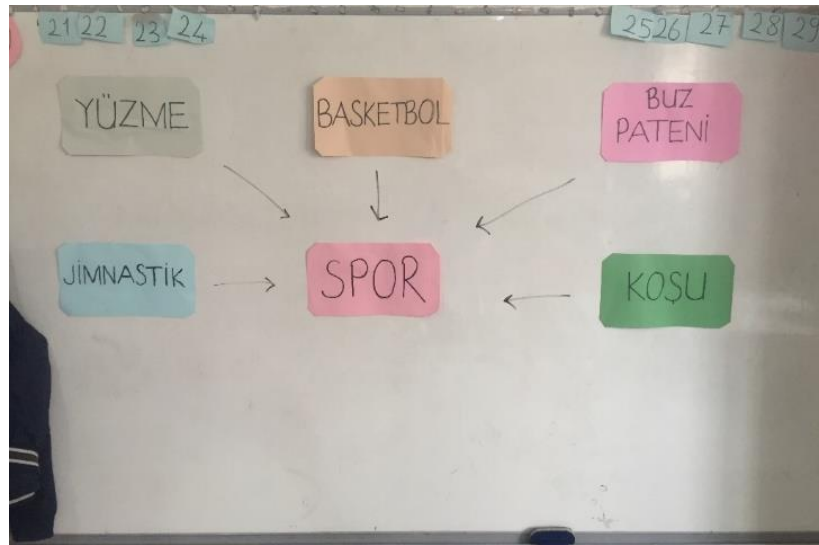 21 22 23 24 25 26 27 28 29
YÜZME
BASKETBOL
BUZ
PATENİ
JİMNASTİK
SPOR
KOŞU